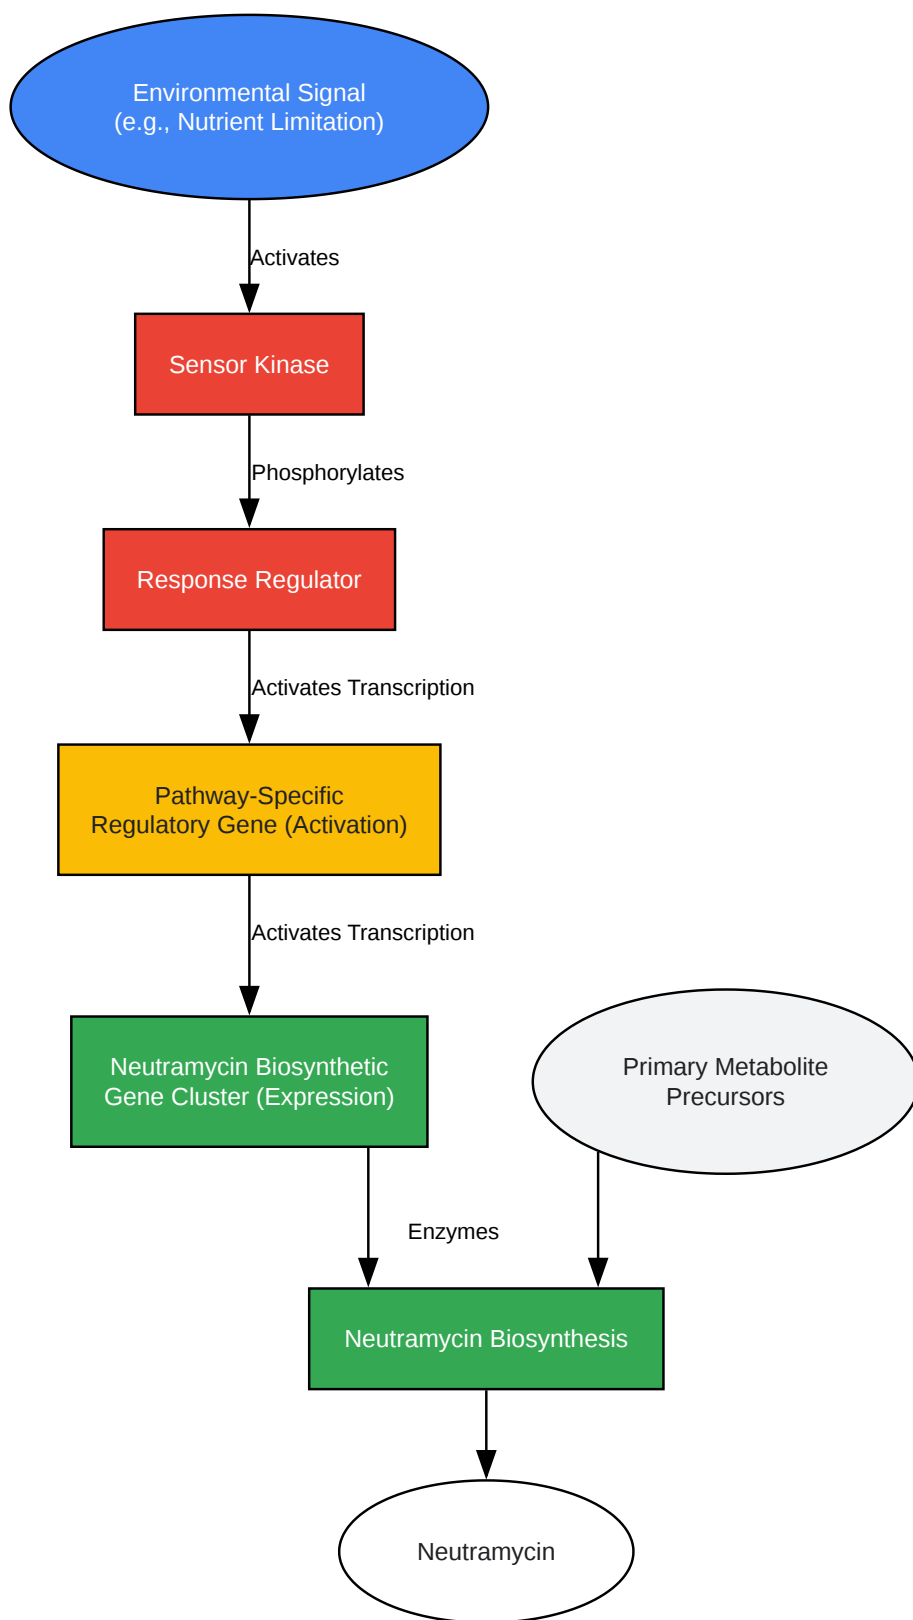 Environmental Signal
(e.g., Nutrient Limitation)
Activates
Sensor Kinase
Phosphorylates
Response Regulator
Activates Transcription
Pathway-Specific
Regulatory Gene (Activation)
Activates Transcription
Neutramycin Biosynthetic
Gene Cluster (Expression)
Primary Metabolite
Precursors
Enzymes
Neutramycin Biosynthesis
Neutramycin